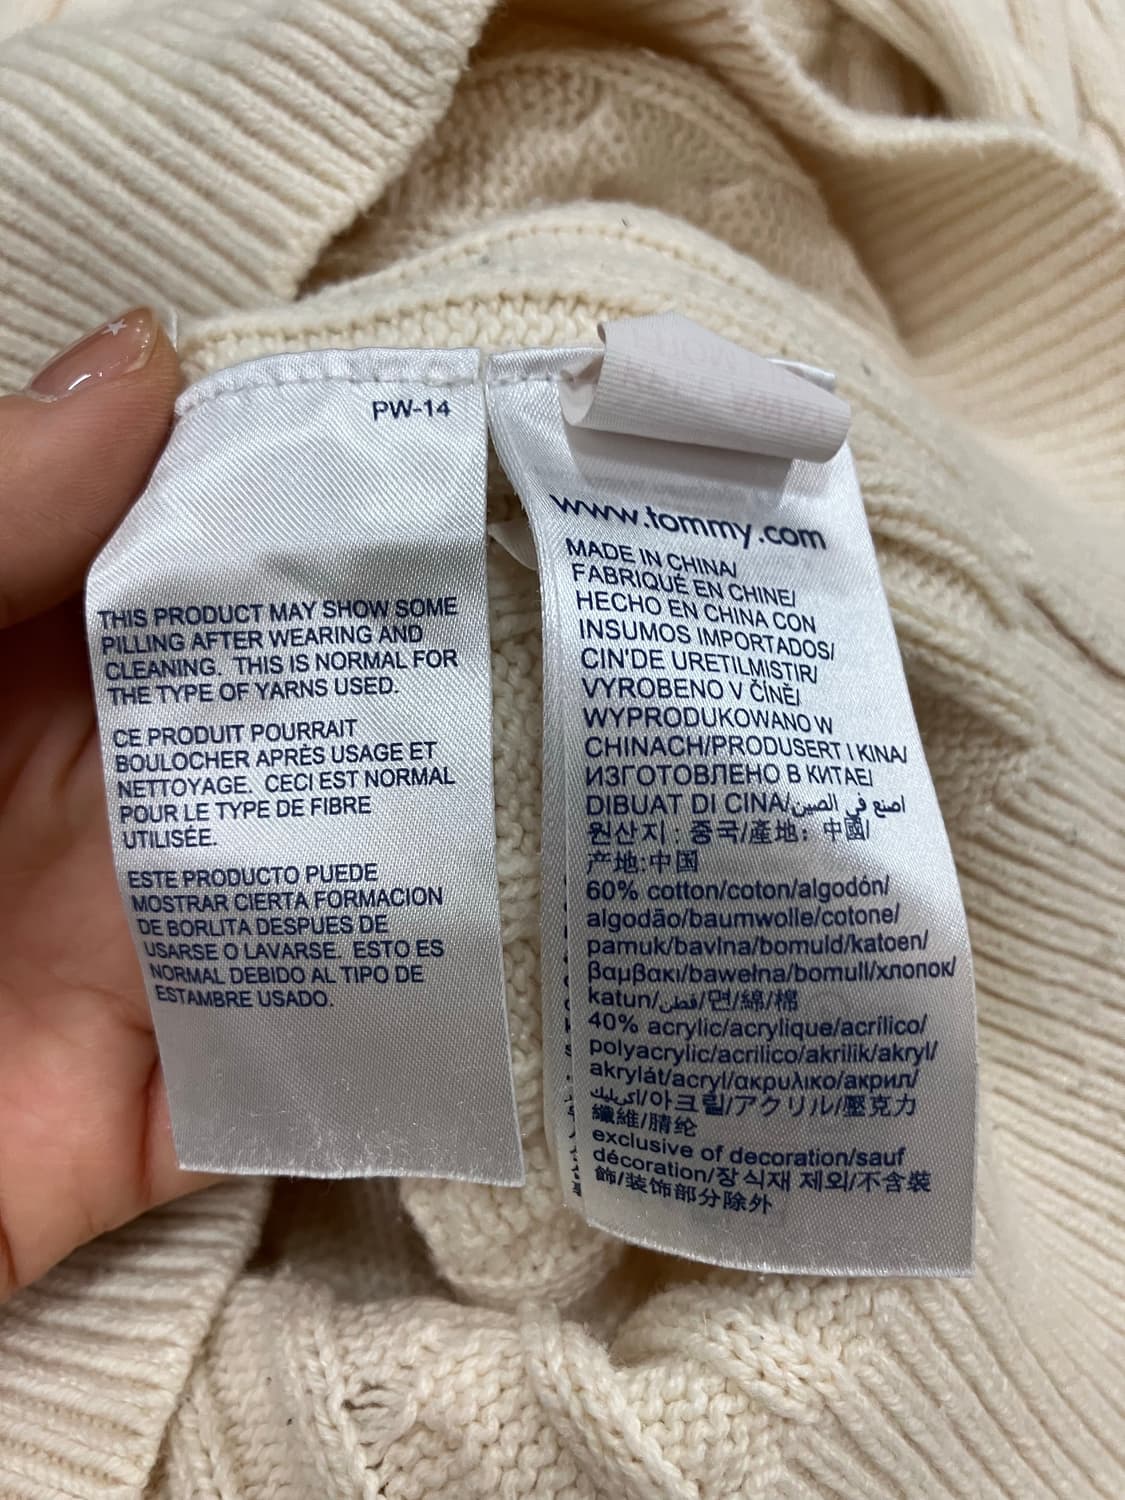 PW-14
THIS PRODUCT MAY SHOW SOME
PILLING AFTER WEARING AND
CLEANING. THIS IS NORMAL FOR
THE TYPE OF YARNS USED.
CE PRODUIT POURRAIT
BOULOCHER APRÈS USAGE ET
NETTOYAGE. CECI EST NORMAL
POUR LE TYPE DE FIBRE
UTILISÉE.
ESTE PRODUCTO PUEDE
MOSTRAR CIERTA FORMACION
DE BORLITA DESPUES DE
USARSE O LAVARSE. ESTO ES
NORMAL DEBIDO AL TIPO DE
ESTAMBRE USADO.
www.tommy.com
MADE IN CHINA/
FABRIQUÉ EN CHINE/
HECHO EN CHINA CON
INSUMOS IMPORTADOS/
CIN'DE URETILMISTIR/
VYROBENO V ČÍNĚ/
WYPRODUKOWANO W
CHINACH/PRODUSERT I KINA/
ИЗГОТОВЛЕНО В КИТАЕ/
DIBUAT DI CINA/اصنع في الصين
원산지 : 중국/產地：中國/
产地:中国
60% cotton/coton/algodón/
algodão/baumwolle/cotone/
pamuk/bavlna/bomuld/katoen/
βαμβακι/bawełna/bomull/хлопок/
katun/قطن/면/綿/棉
40% acrylic/acrylique/acrílico/
polyacrylic/acrilico/akrilik/akryl/
akrylát/acryl/ακρυλικο/акрил/
اكريليك/아크릴/アクリル/壓克力
纖維/腈纶
exclusive of decoration/sauf
décoration/장식재 제외/不含裝
飾/装饰部分除外